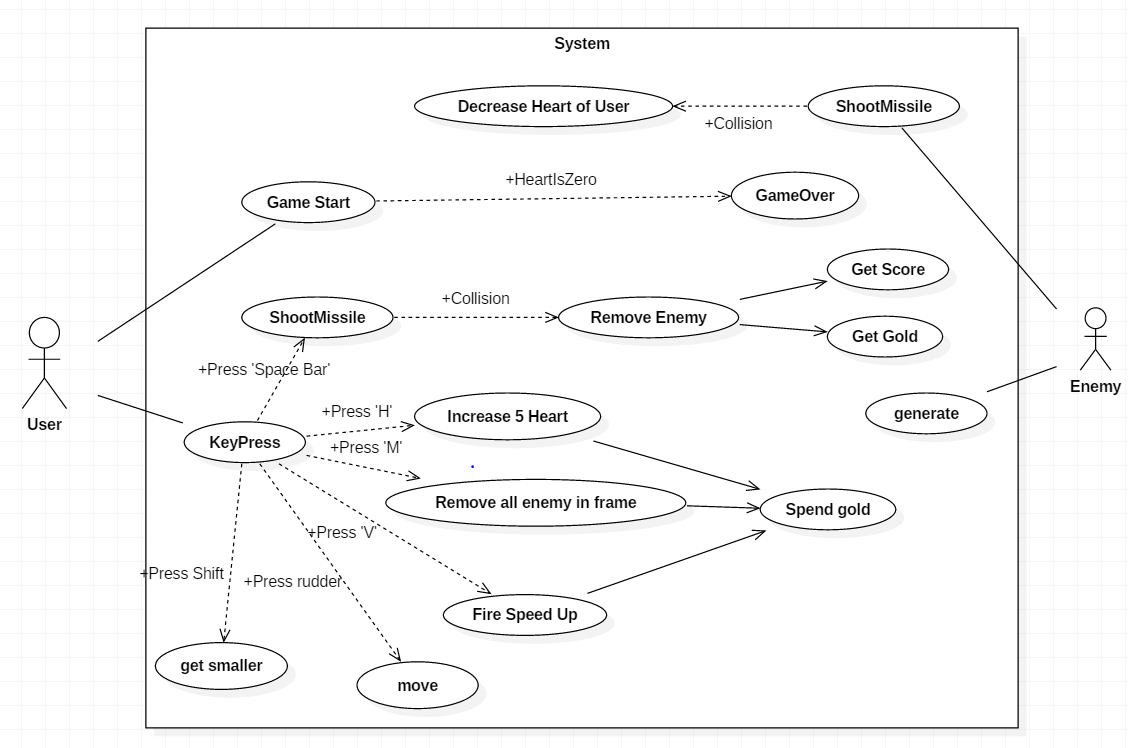 System
Decrease Heart of User
ShootMissile
+Collision
+HeartIsZero
Game Start
GameOver
Get Score
+Collision
ShootMissile
Remove Enemy
Get Gold
+Press 'Space Bar'
Enemy
User
+Press 'H'
Increase 5 Heart
generate
KeyPress
+Press 'M'
Remove all enemy in frame
Spend gold
+Press 'V'
+Press Shift
+Press rudder
Fire Speed Up
get smaller
move